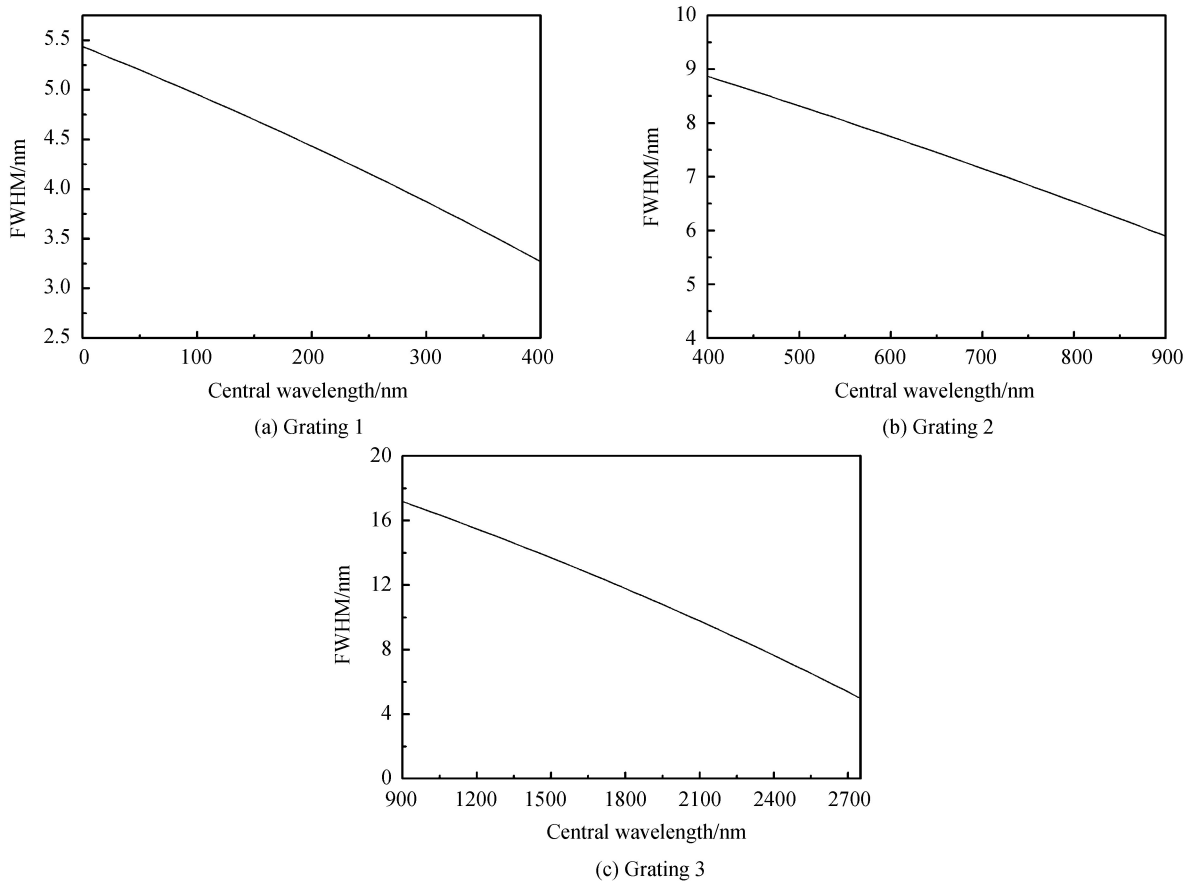 5.5
5.0
4.5
4.0
3.5
3.0
2.5
FWHM/nm
0 100 200 300 400
Central wavelength/nm
(a) Grating 1
10
9
8
7
6
5
4
FWHM/nm
400 500 600 700 800 900
Central wavelength/nm
(b) Grating 2
20
16
12
8
4
0
FWHM/nm
900 1200 1500 1800 2100 2400 2700
Central wavelength/nm
(c) Grating 3